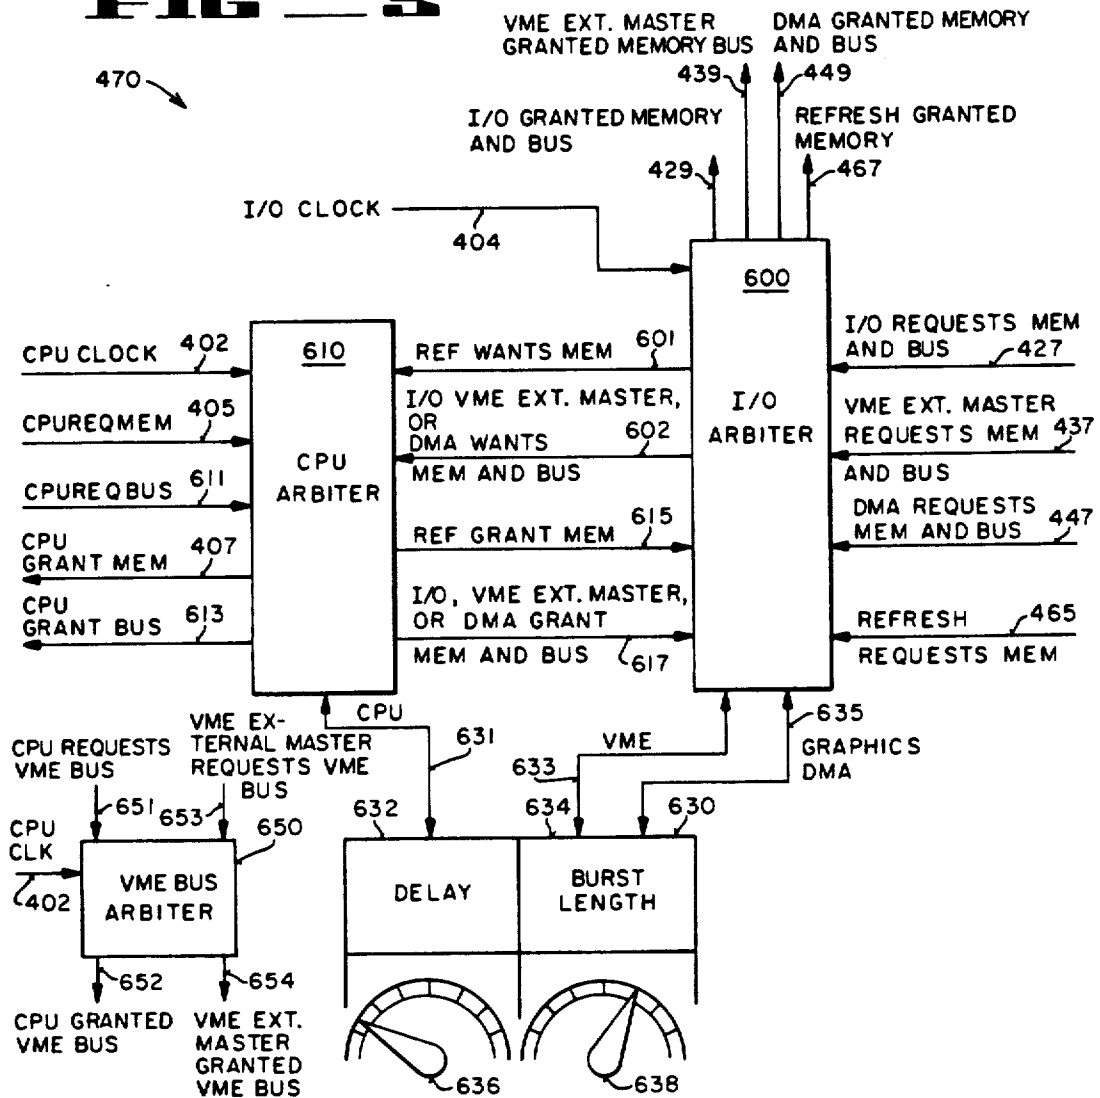 FIG_5
VME EXT. MASTER
GRANTED MEMORY BUS
DMA GRANTED MEMORY
AND BUS
470
439
449
I/O GRANTED MEMORY
AND BUS
REFRESH GRANTED
MEMORY
429
467
I/O CLOCK
404
600
I/O
ARBITER
610
CPU
ARBITER
CPU CLOCK
402
CPUREQMEM
405
CPUREQBUS
611
CPU
GRANT MEM
407
CPU
GRANT BUS
613
REF WANTS MEM
601
I/O VME EXT. MASTER,
OR
DMA WANTS
602
MEM AND BUS
REF GRANT MEM
615
I/O, VME EXT. MASTER,
OR DMA GRANT
MEM AND BUS
617
I/O REQUESTS MEM
AND BUS
427
VME EXT. MASTER
REQUESTS MEM
437
AND BUS
DMA REQUESTS
MEM AND BUS
447
REFRESH
465
REQUESTS MEM
CPU
631
VME
633
635
GRAPHICS
DMA
CPU REQUESTS
VME BUS
VME EX-
TERNAL MASTER
REQUESTS VME
BUS
651
653
650
CPU
CLK
402
VME BUS
ARBITER
652
654
CPU GRANTED
VME BUS
VME EXT.
MASTER
GRANTED
VME BUS
632
634
630
DELAY
BURST
LENGTH
636
638